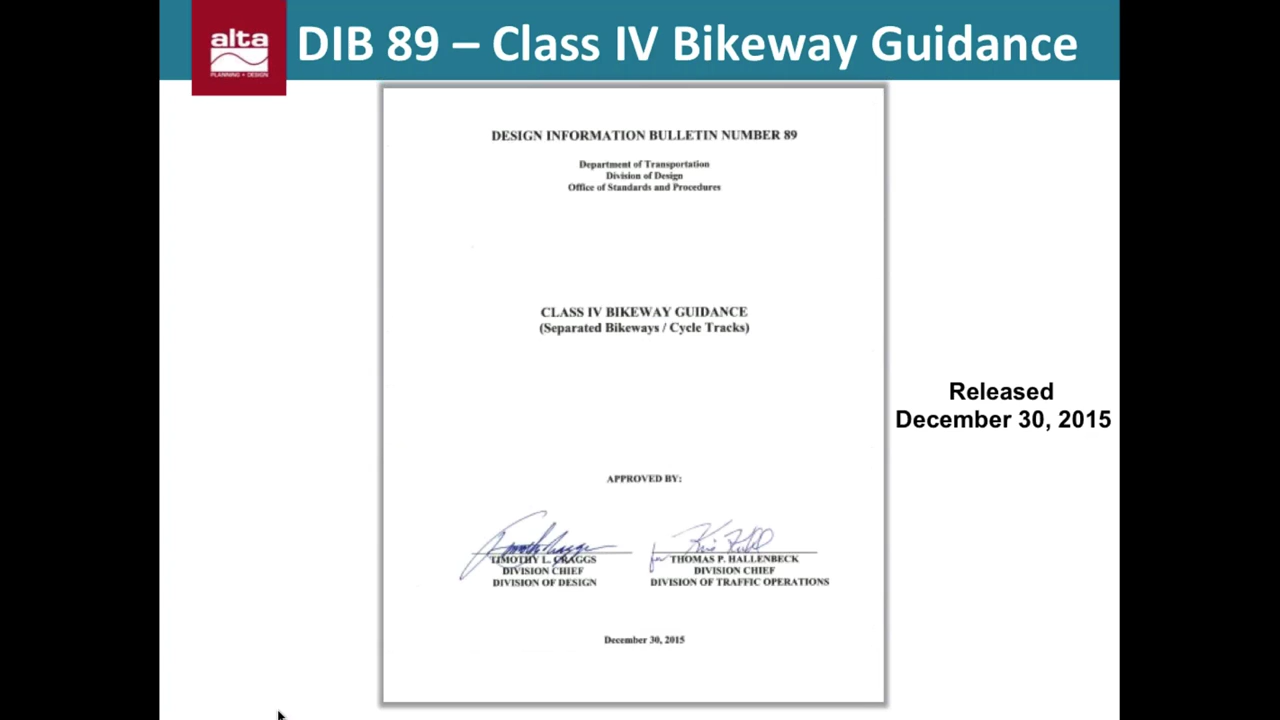 alta
PLANNING + DESIGN
DIB 89 – Class IV Bikeway Guidance
DESIGN INFORMATION BULLETIN NUMBER 89
Department of Transportation
Division of Design
Office of Standards and Procedures
CLASS IV BIKEWAY GUIDANCE
(Separated Bikeways / Cycle Tracks)
Released
December 30, 2015
APPROVED BY:
for
TIMOTHY L. CRAGGS
DIVISION CHIEF
DIVISION OF DESIGN
THOMAS P. HALLENBECK
DIVISION CHIEF
DIVISION OF TRAFFIC OPERATIONS
December 30, 2015